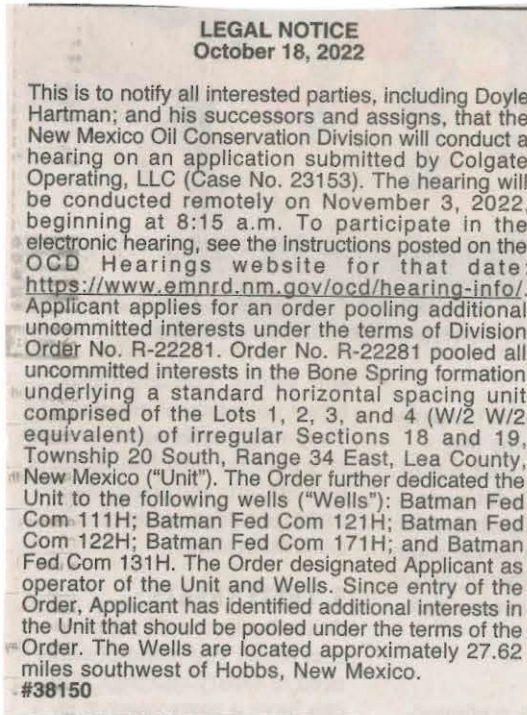 LEGAL NOTICE
October 18, 2022
This is to notify all interested parties, including Doyle
Hartman; and his successors and assigns, that the
New Mexico Oil Conservation Division will conduct a
hearing on an application submitted by Colgate
Operating, LLC (Case No. 23153). The hearing will
be conducted remotely on November 3, 2022,
beginning at 8:15 a.m. To participate in the
electronic hearing, see the instructions posted on the
OCD Hearings website for that date:
https://www.emnrd.nm.gov/ocd/hearing-info/.
Applicant applies for an order pooling additional
uncommitted interests under the terms of Division
Order No. R-22281. Order No. R-22281 pooled all
uncommitted interests in the Bone Spring formation
underlying a standard horizontal spacing unit
comprised of the Lots 1, 2, 3, and 4 (W/2 W/2
equivalent) of irregular Sections 18 and 19,
Township 20 South, Range 34 East, Lea County,
New Mexico ("Unit"). The Order further dedicated the
Unit to the following wells ("Wells"): Batman Fed
Com 111H; Batman Fed Com 121H; Batman Fed
Com 122H; Batman Fed Com 171H; and Batman
Fed Com 131H. The Order designated Applicant as
operator of the Unit and Wells. Since entry of the
Order, Applicant has identified additional interests in
the Unit that should be pooled under the terms of the
Order. The Wells are located approximately 27.62
miles southwest of Hobbs, New Mexico.
#38150